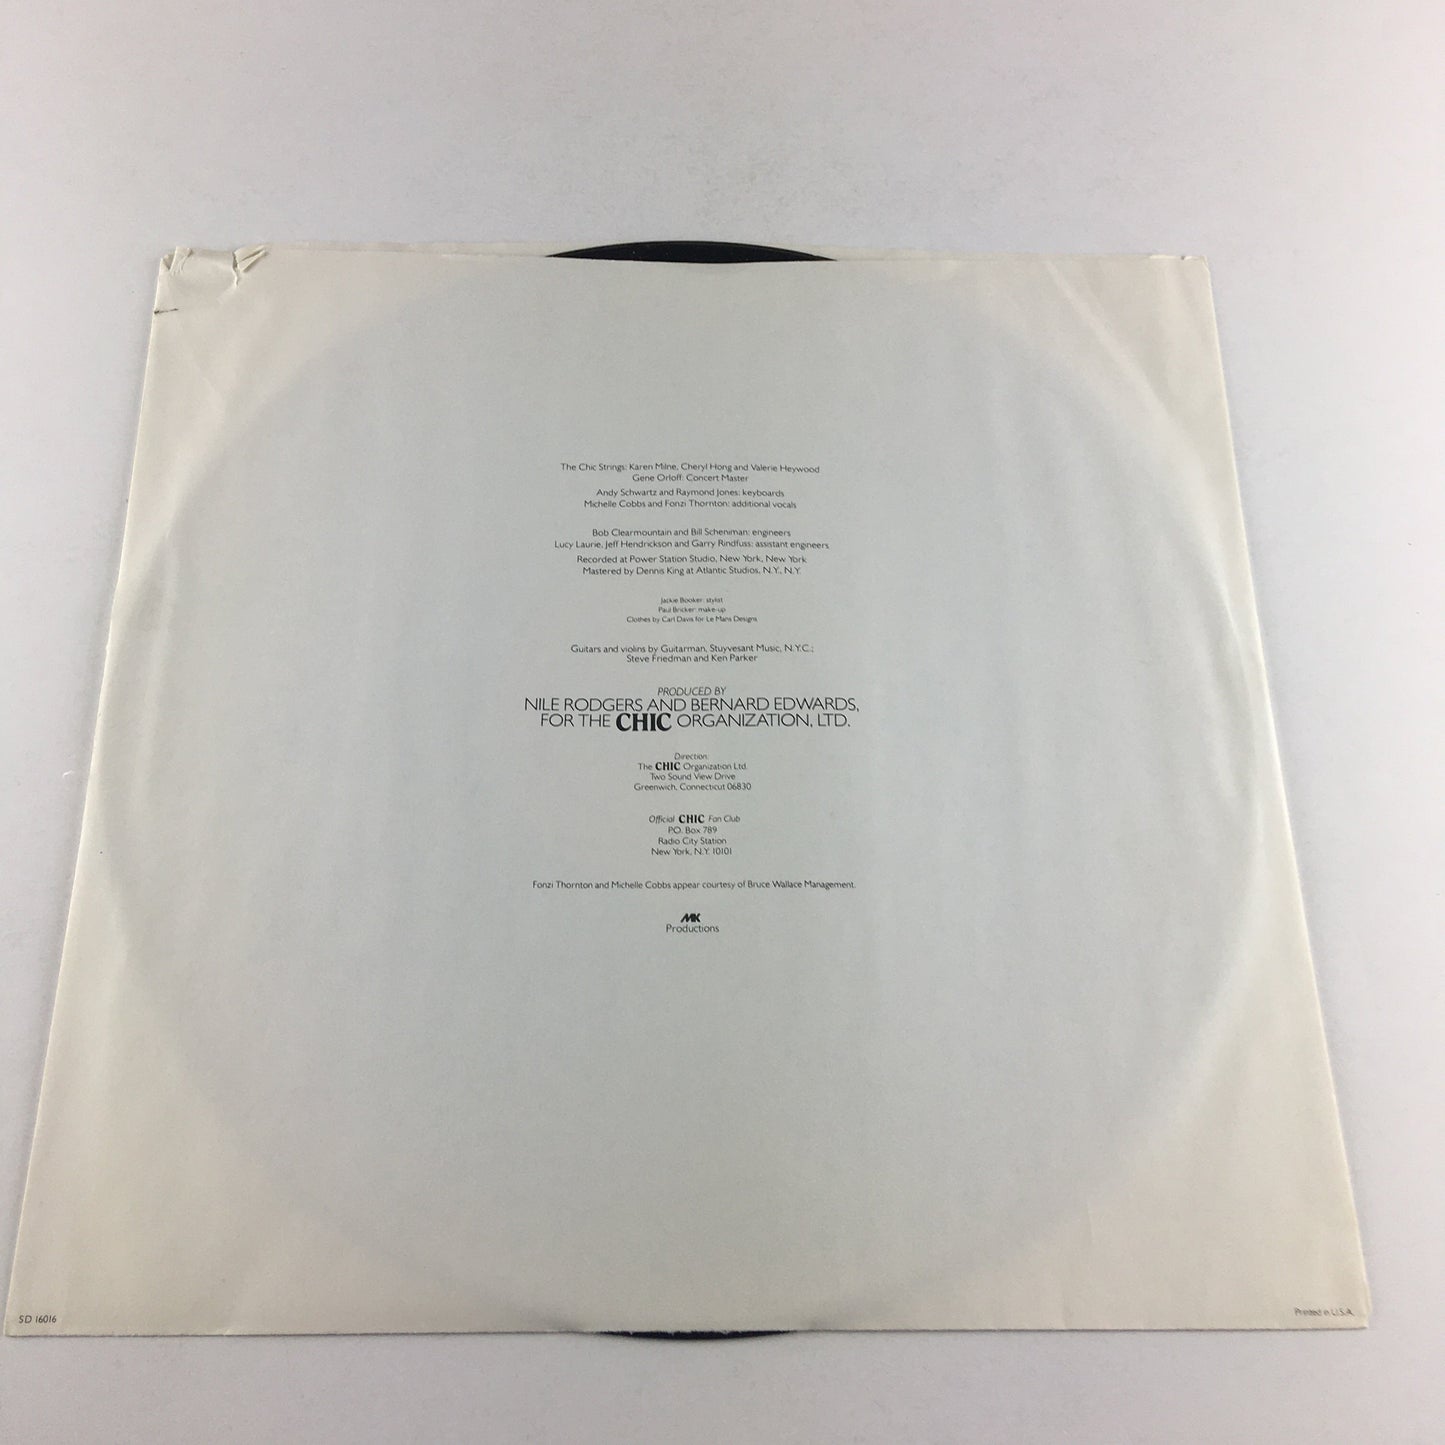 The Chic Strings: Karen Milne, Cheryl Hong and Valerie Heywood
Gene Orloff: Concert Master
Andy Schwartz and Raymond Jones: keyboards
Michelle Cobbs and Fonzi Thornton: additional vocals
Bob Clearmountain and Bill Scheniman: engineers
Lucy Laurie, Jeff Hendrickson and Garry Rindfuss: assistant engineers
Recorded at Power Station Studio, New York, New York
Mastered by Dennis King at Atlantic Studios, N.Y., N.Y.
Jackie Booker: stylist
Paul Bricker: make-up
Clothes by Carl Davis for Le Mans Designs
Guitars and violins by Guitarman, Stuyvesant Music, N.Y.C.;
Steve Friedman and Ken Parker
PRODUCED BY
NILE RODGERS AND BERNARD EDWARDS,
FOR THE CHIC ORGANIZATION, LTD.
Direction:
The CHIC Organization Ltd.
Two Sound View Drive
Greenwich, Connecticut 06830
Official CHIC Fan Club
P.O. Box 789
Radio City Station
New York, N.Y. 10101
Fonzi Thornton and Michelle Cobbs appear courtesy of Bruce Wallace Management.
MK
Productions
SD 16016
Printed in U.S.A.